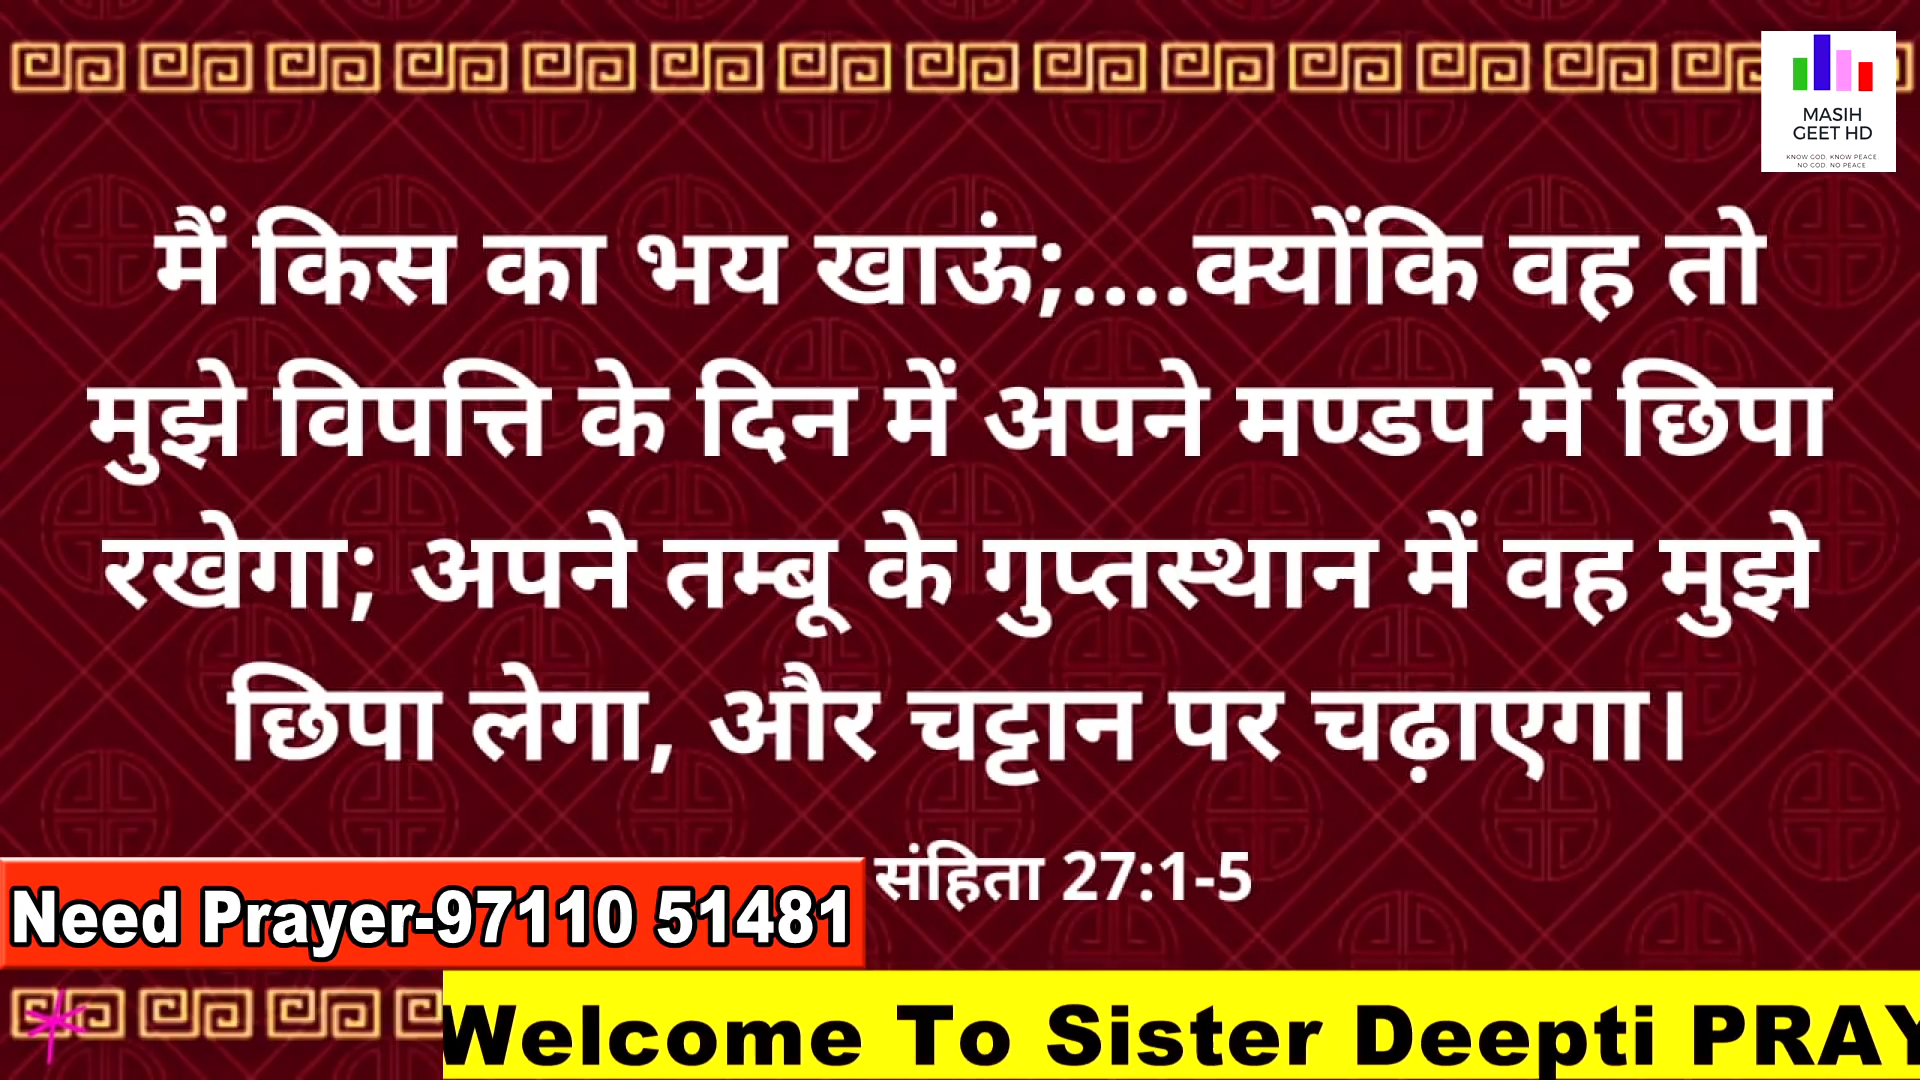 MASIH
GEET HD
KNOW GOD. KNOW PEACE
NO GOD. NO PEACE
मैं किस का भय खाऊं;....क्योंकि वह तो
मुझे विपत्ति के दिन में अपने मण्डप में छिपा
रखेगा; अपने तम्बू के गुप्तस्थान में वह मुझे
छिपा लेगा, और चट्टान पर चढ़ाएगा।
संहिता 27:1-5
Need Prayer-97110 51481
Welcome To Sister Deepti PRAY